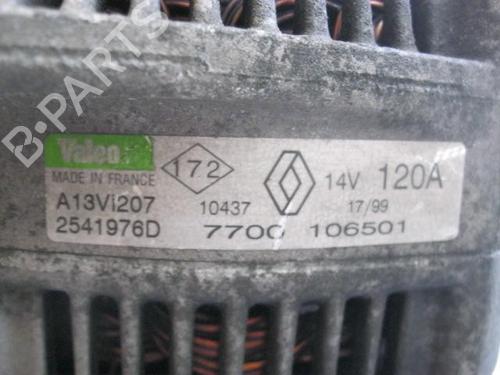 B-PARTS
Valeo
172
MADE IN FRANCE
14V 120A
A13Vi207
10437
17/99
2541976D
7700 106501